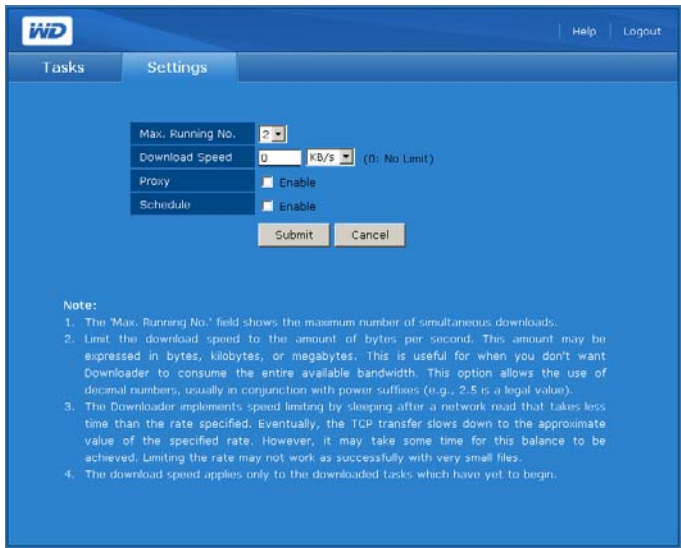 WD
Help | Logout
Tasks Settings
Max. Running No. 2
Download Speed 0 KB/s (0: No Limit)
Proxy Enable
Schedule Enable
Submit Cancel
Note:
1. The 'Max. Running No.' field shows the maximum number of simultaneous downloads.
2. Limit the download speed to the amount of bytes per second. This amount may be
expressed in bytes, kilobytes, or megabytes. This is useful for when you don't want
Downloader to consume the entire available bandwidth. This option allows the use of
decimal numbers, usually in conjunction with power suffixes (e.g., 2.5 is a legal value).
3. The Downloader implements speed limiting by sleeping after a network read that takes less
time than the rate specified. Eventually, the TCP transfer slows down to the approximate
value of the specified rate. However, it may take some time for this balance to be
achieved. Limiting the rate may not work as successfully with very small files.
4. The download speed applies only to the downloaded tasks which have yet to begin.